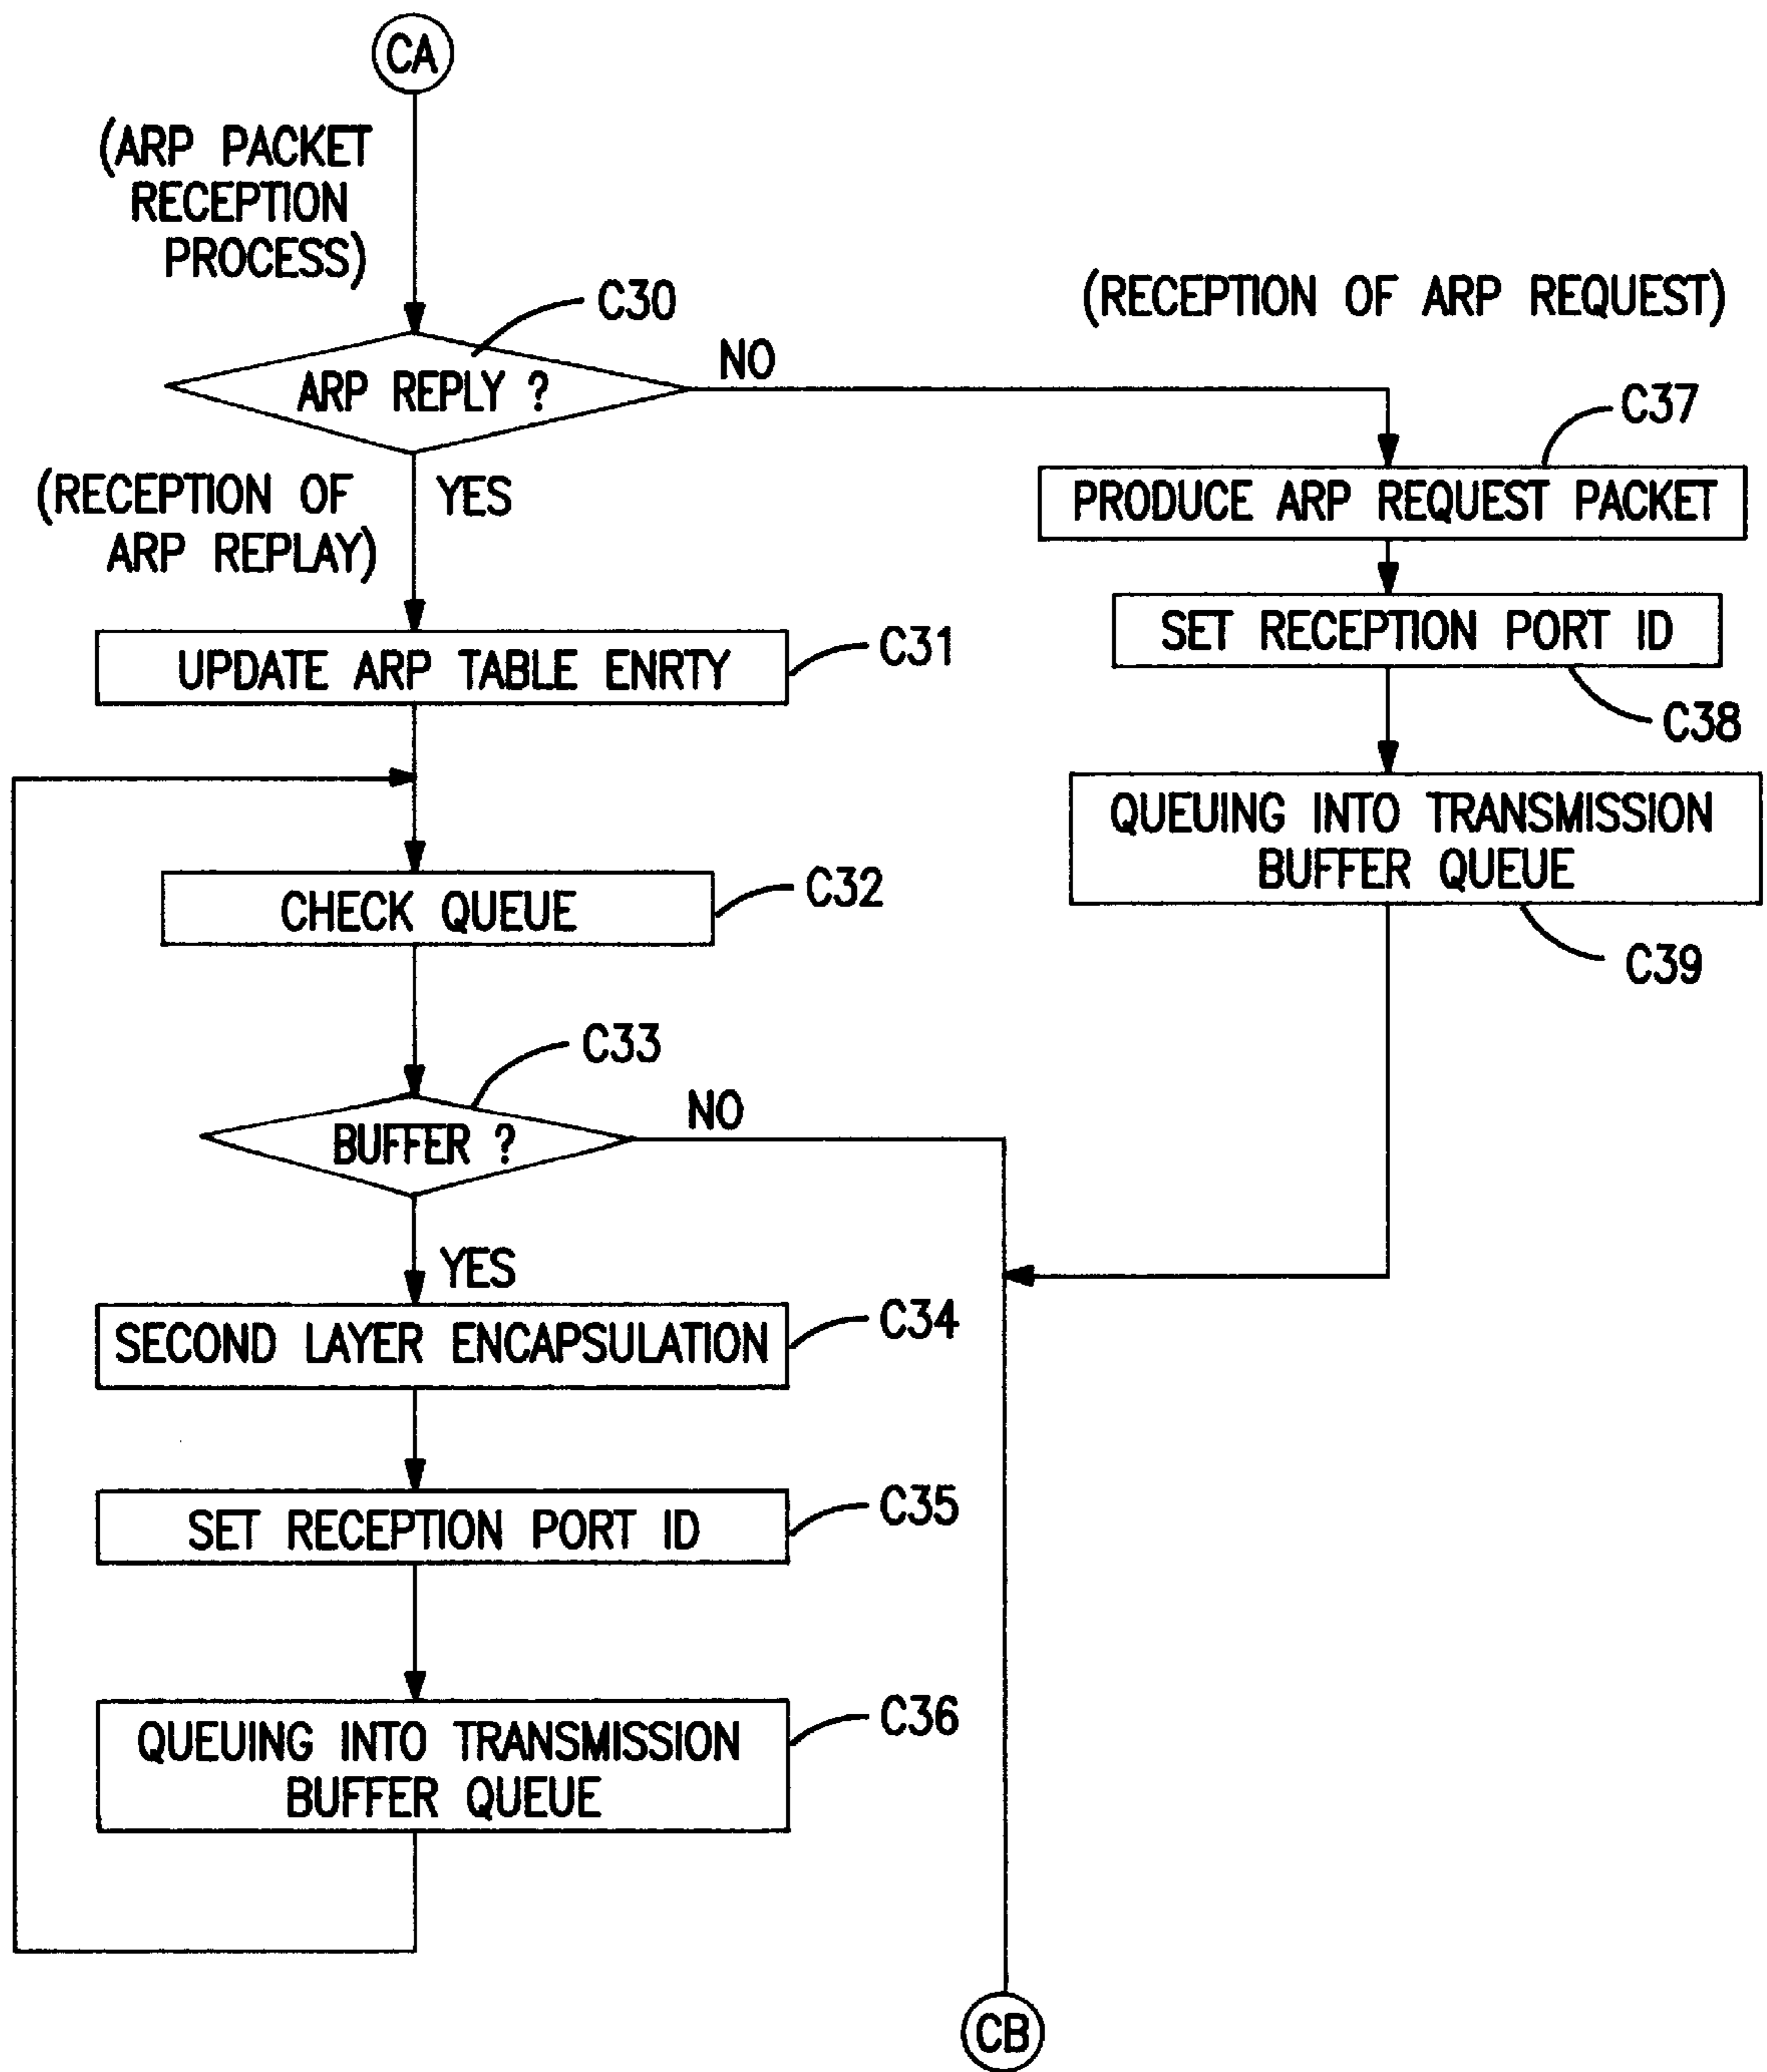 CA
(ARP PACKET
RECEPTION
PROCESS)
C30
(RECEPTION OF ARP REQUEST)
ARP REPLY ?
NO
C37
(RECEPTION OF
ARP REPLAY)
YES
PRODUCE ARP REQUEST PACKET
SET RECEPTION PORT ID
C38
UPDATE ARP TABLE ENRTY
C31
QUEUING INTO TRANSMISSION
BUFFER QUEUE
C39
CHECK QUEUE
C32
C33
BUFFER ?
NO
YES
SECOND LAYER ENCAPSULATION
C34
SET RECEPTION PORT ID
C35
QUEUING INTO TRANSMISSION
BUFFER QUEUE
C36
CB